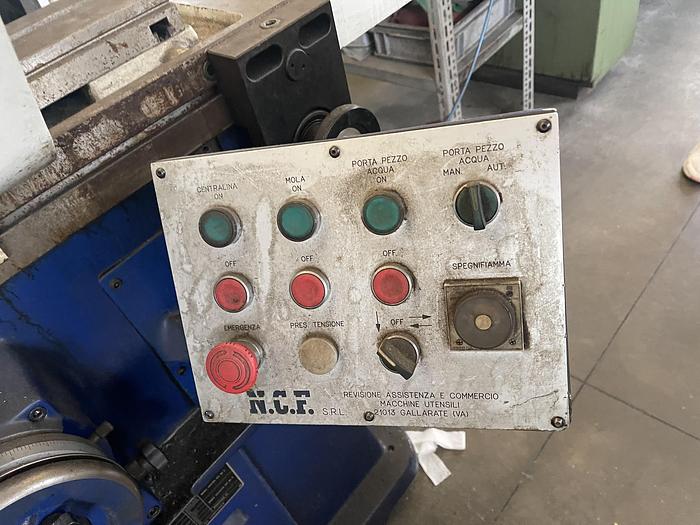 CENTRALINA
ON
MOLA
ON
PORTA PEZZO
ACQUA
ON
PORTA PEZZO
ACQUA
MAN. AUT.
OFF
OFF
OFF
SPEGNIFIAMMA
EMERGENZA
PRES. TENSIONE
OFF
N.C.F. S.R.L.
REVISIONE ASSISTENZA E COMMERCIO
MACCHINE UTENSILI
21013 GALLARATE (VA)